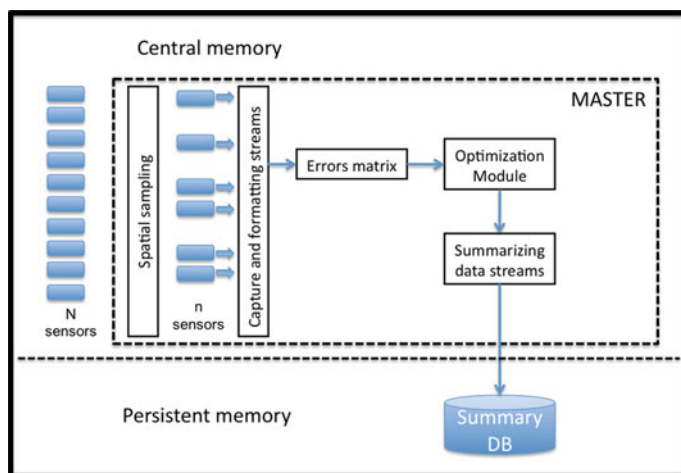 Central memory
MASTER
Spatial sampling
Capture and formatting streams
Errors matrix
Optimization
Module
Summarizing
data streams
N
sensors
n
sensors
Persistent memory
Summary
DB